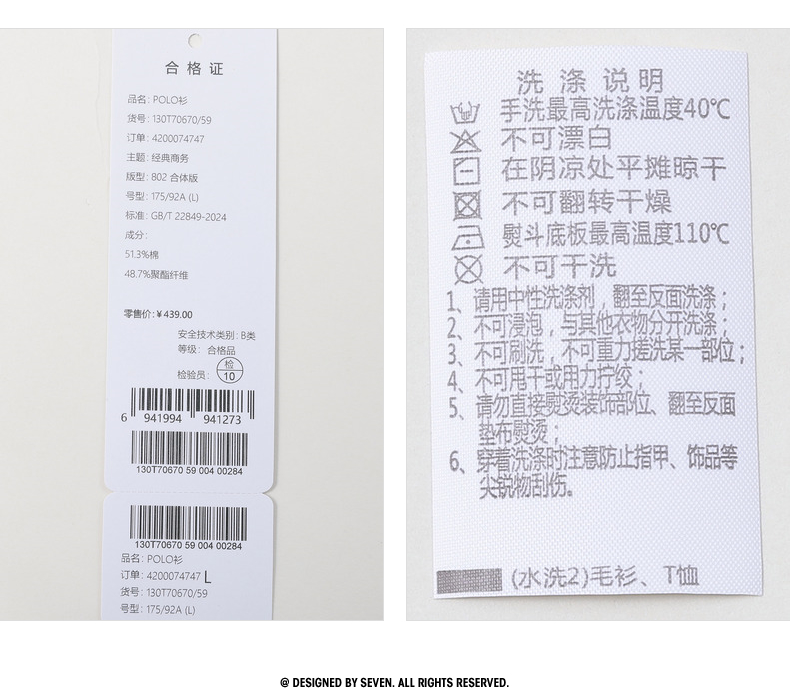 合格证
品名: POLO衫
货号: 130T70670/59
订单: 4200074747
主题: 经典商务
版型: 802 合体版
号型: 175/92A (L)
标准: GB/T 22849-2024
成分:
51.3%棉
48.7%聚酯纤维
零售价: ¥439.00
安全技术类别: B类
等级: 合格品
检验员: 检 10
6 941994 941273
130T70670 59 004 00284
130T70670 59 004 00284
品名: POLO衫
订单: 4200074747 L
货号: 130T70670/59
号型: 175/92A (L)
洗涤说明
手洗最高洗涤温度40℃
不可漂白
在阴凉处平摊晾干
不可翻转干燥
熨斗底板最高温度110℃
不可干洗
1、请用中性洗涤剂，翻至反面洗涤；
2、不可浸泡，与其他衣物分开洗涤；
3、不可刷洗，不可重力搓洗某一部位；
4、不可甩干或用力拧绞；
5、请勿直接熨烫装饰部位、翻至反面
垫布熨烫；
6、穿着洗涤时注意防止指甲、饰品等
尖锐物刮伤。
(水洗2)毛衫、T恤
@ DESIGNED BY SEVEN. ALL RIGHTS RESERVED.